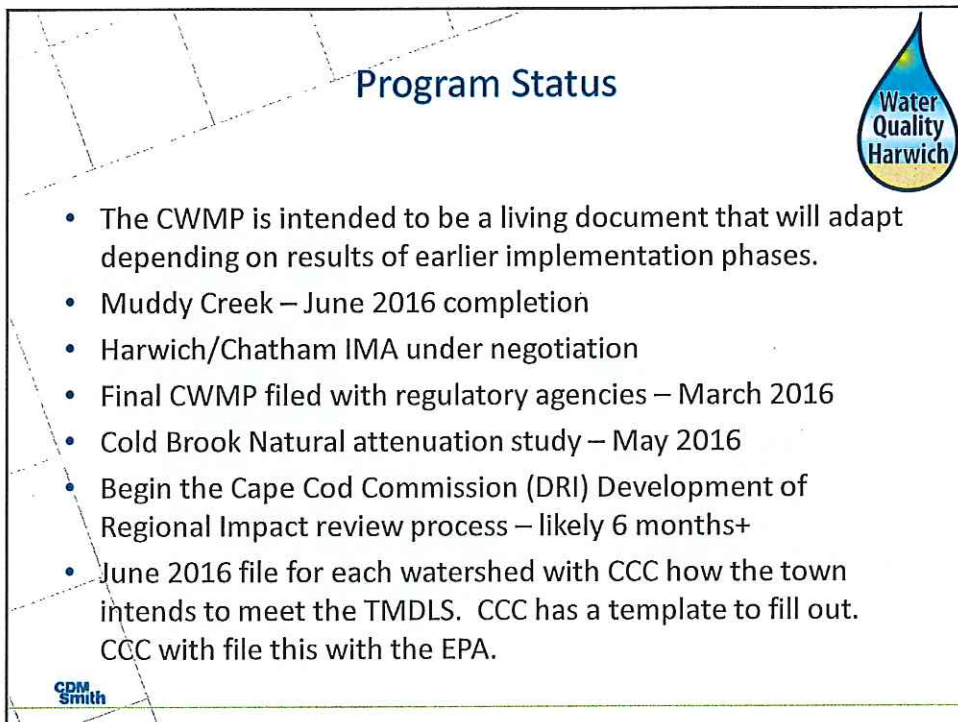 Program Status
Water
Quality
Harwich
• The CWMP is intended to be a living document that will adapt
depending on results of earlier implementation phases.
• Muddy Creek – June 2016 completion
• Harwich/Chatham IMA under negotiation
• Final CWMP filed with regulatory agencies – March 2016
• Cold Brook Natural attenuation study – May 2016
• Begin the Cape Cod Commission (DRI) Development of
Regional Impact review process – likely 6 months+
• June 2016 file for each watershed with CCC how the town
intends to meet the TMDLS.  CCC has a template to fill out.
CCC with file this with the EPA.
CDM
Smith